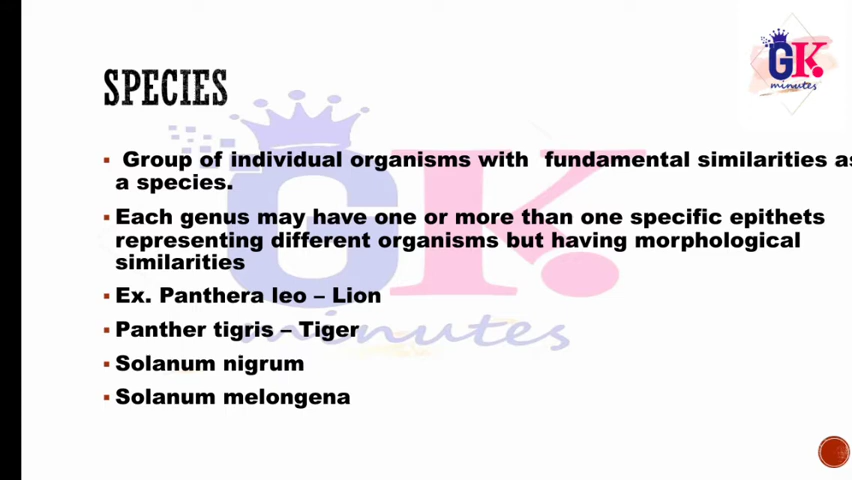 GK
minutes
SPECIES
Group of individual organisms with fundamental similarities as
a species.
Each genus may have one or more than one specific epithets
representing different organisms but having morphological
similarities
Ex. Panthera leo – Lion
Panther tigris – Tiger
Solanum nigrum
Solanum melongena
GK
minutes